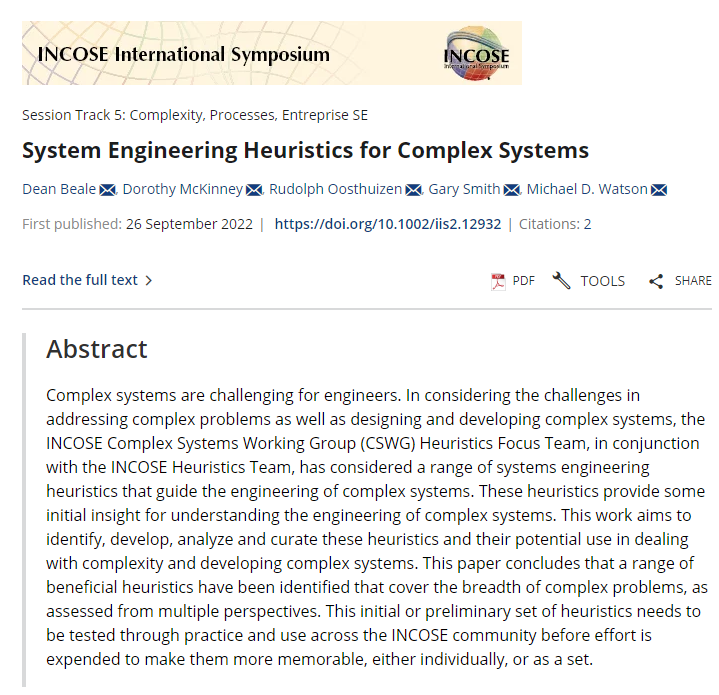 INCOSE International Symposium
INCOSE
International Symposium
Session Track 5: Complexity, Processes, Entreprise SE
System Engineering Heuristics for Complex Systems
Dean Beale, Dorothy McKinney, Rudolph Oosthuizen, Gary Smith, Michael D. Watson
First published: 26 September 2022 | https://doi.org/10.1002/iis2.12932 | Citations: 2
Read the full text PDF TOOLS SHARE
Abstract
Complex systems are challenging for engineers. In considering the challenges in
addressing complex problems as well as designing and developing complex systems, the
INCOSE Complex Systems Working Group (CSWG) Heuristics Focus Team, in conjunction
with the INCOSE Heuristics Team, has considered a range of systems engineering
heuristics that guide the engineering of complex systems. These heuristics provide some
initial insight for understanding the engineering of complex systems. This work aims to
identify, develop, analyze and curate these heuristics and their potential use in dealing
with complexity and developing complex systems. This paper concludes that a range of
beneficial heuristics have been identified that cover the breadth of complex problems, as
assessed from multiple perspectives. This initial or preliminary set of heuristics needs to
be tested through practice and use across the INCOSE community before effort is
expended to make them more memorable, either individually, or as a set.